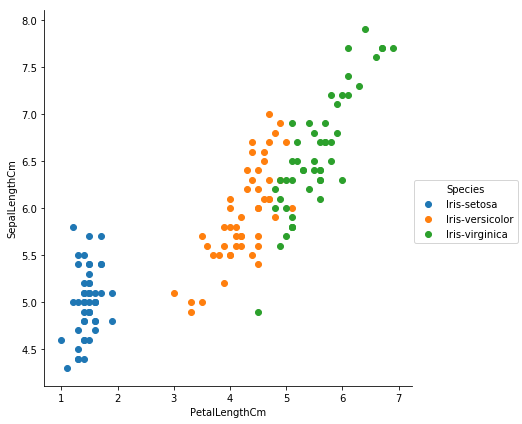 8.0
7.5
7.0
6.5
6.0
5.5
5.0
4.5
SepalLengthCm
1 2 3 4 5 6 7
PetalLengthCm
Species
Iris-setosa
Iris-versicolor
Iris-virginica